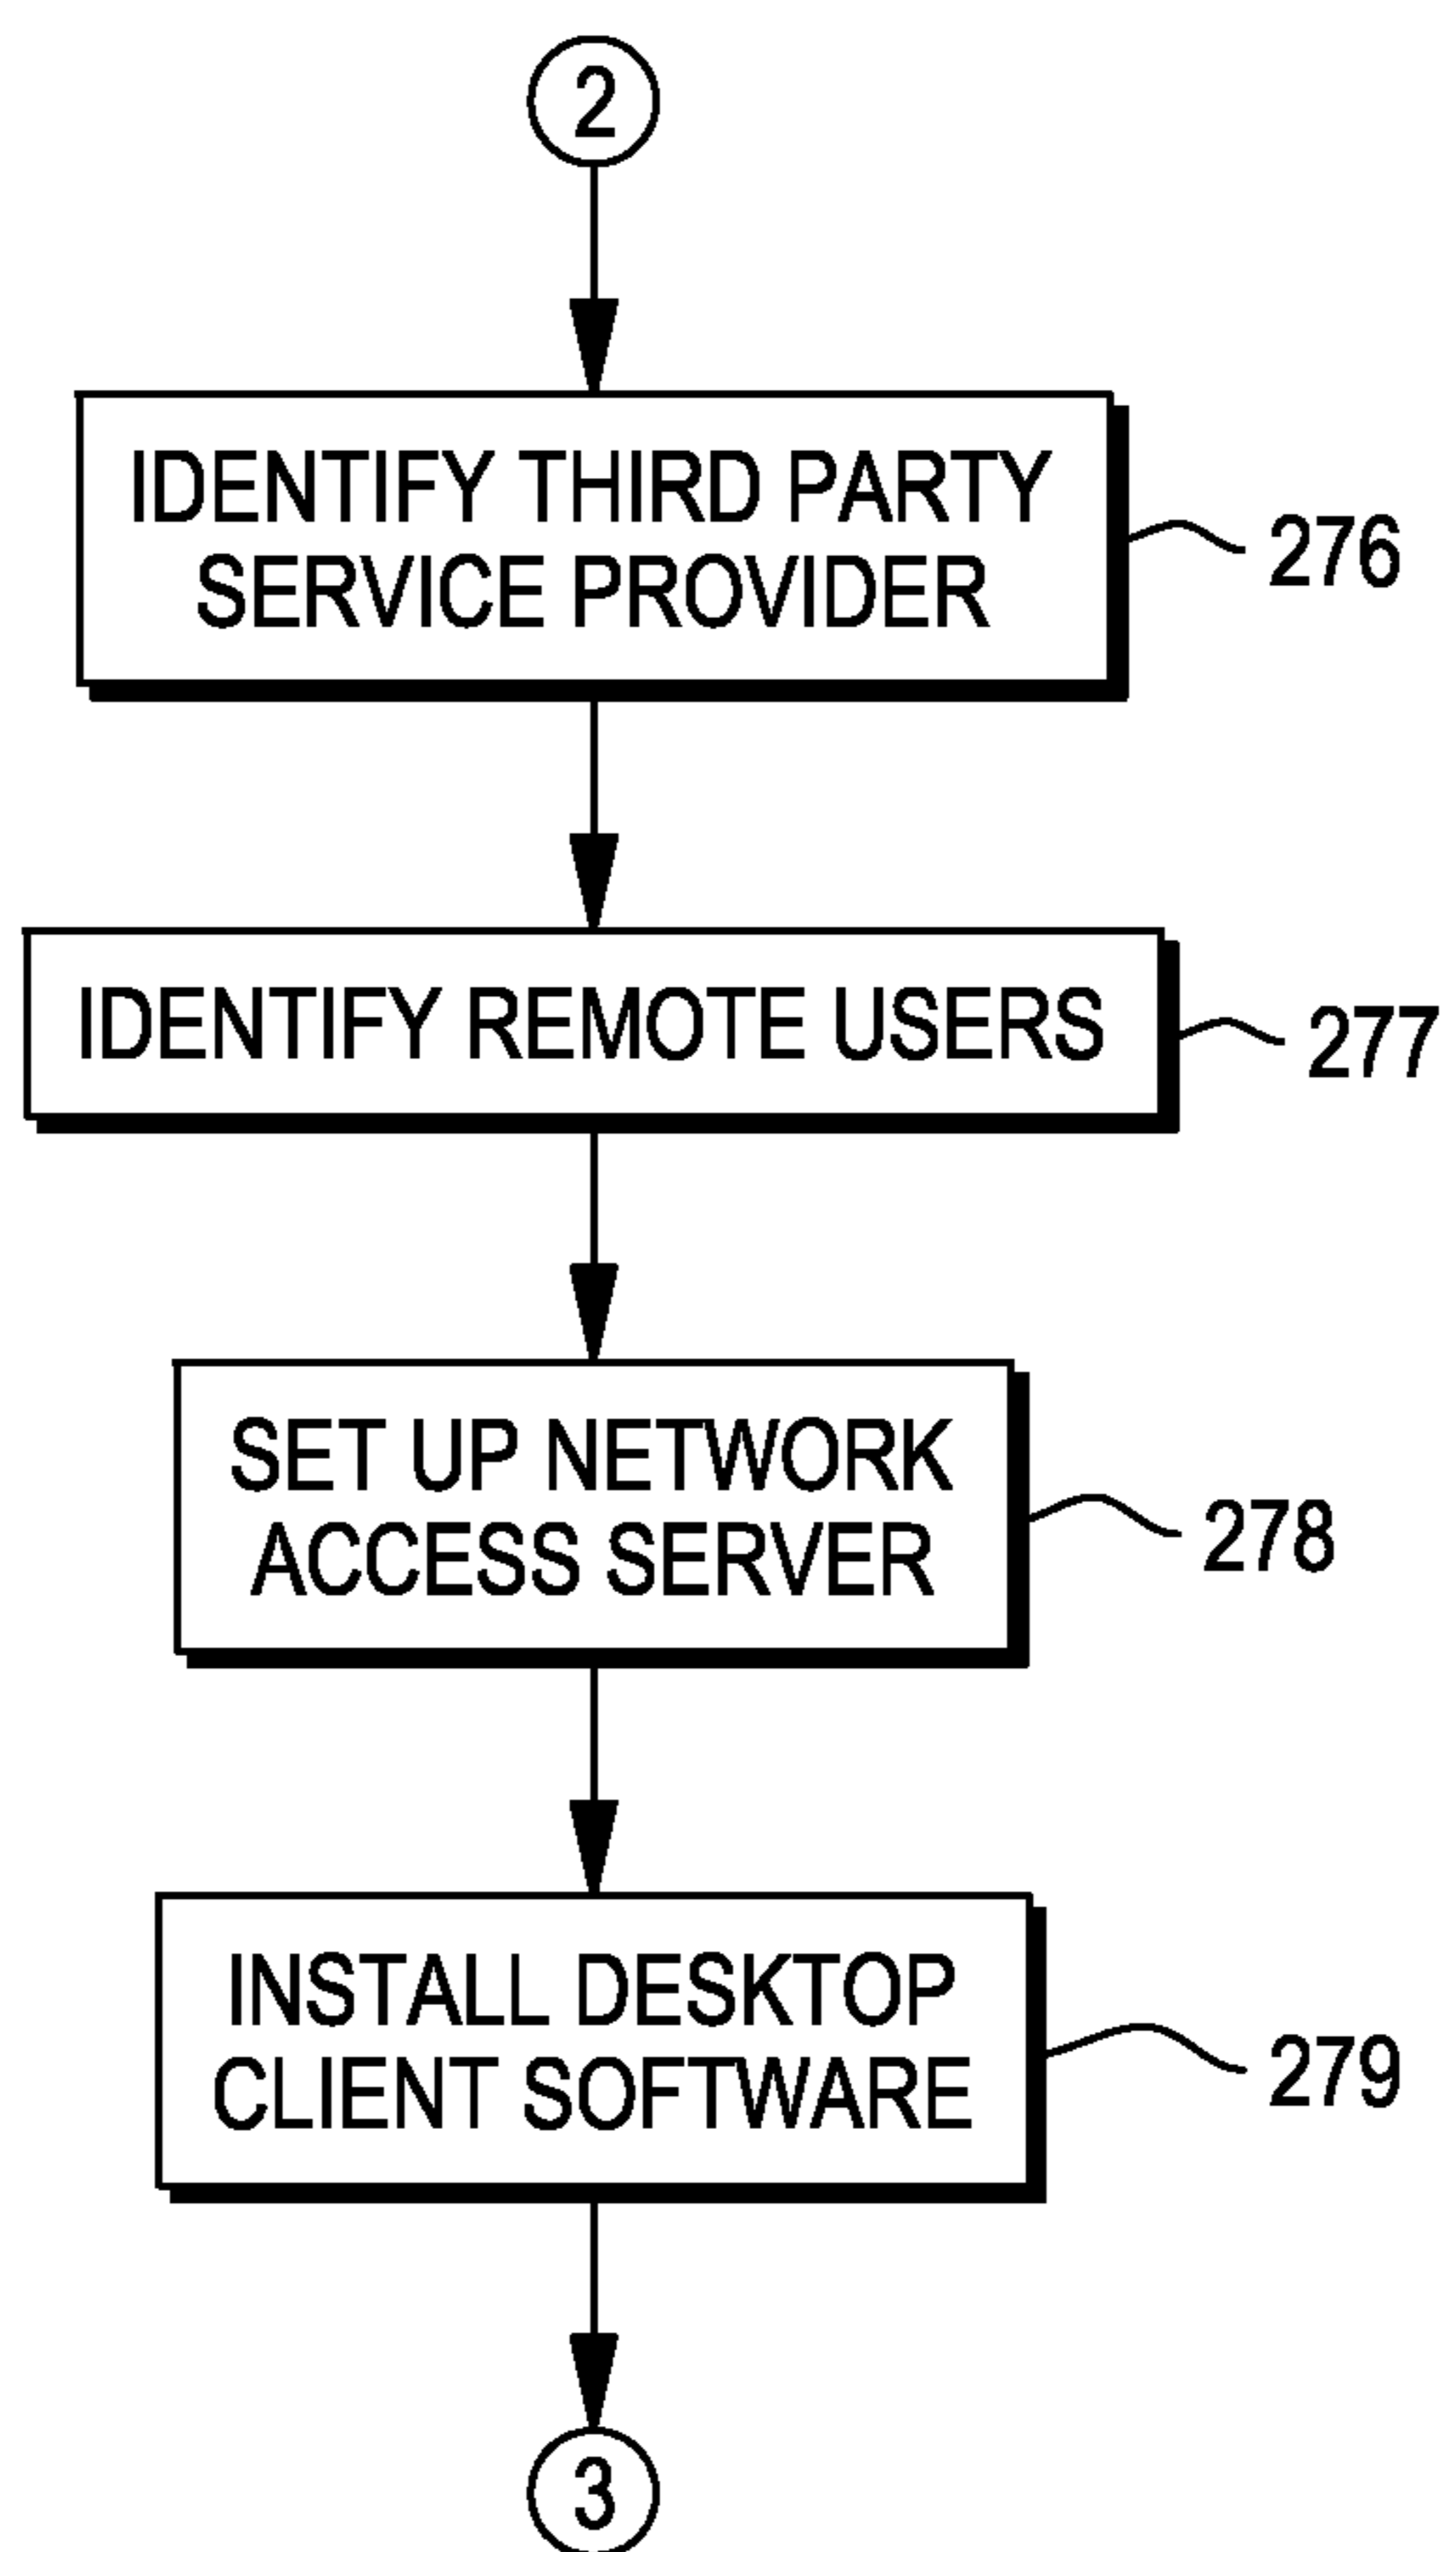 2
IDENTIFY THIRD PARTY
SERVICE PROVIDER
276
IDENTIFY REMOTE USERS
277
SET UP NETWORK
ACCESS SERVER
278
INSTALL DESKTOP
CLIENT SOFTWARE
279
3